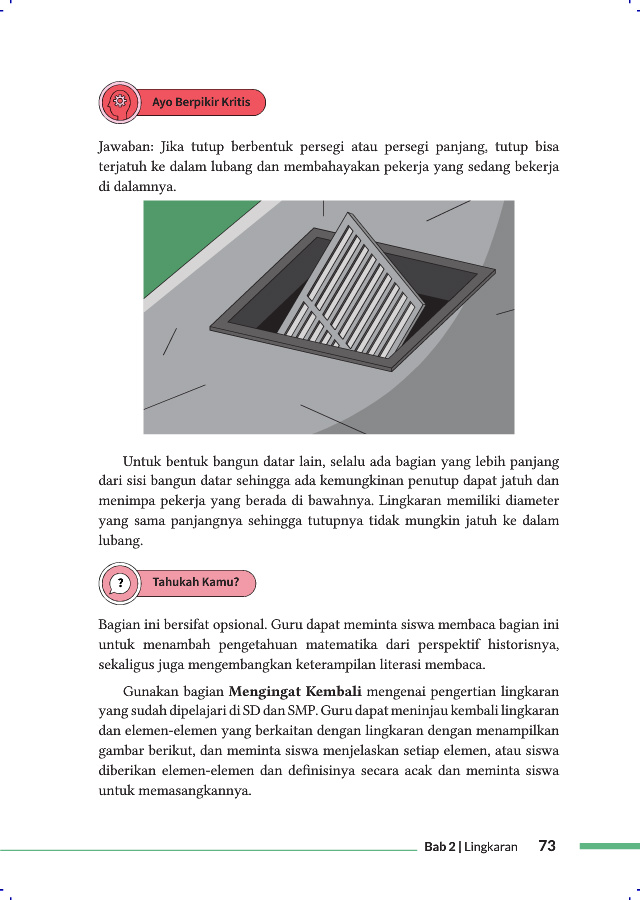 Ayo Berpikir Kritis
Jawaban: Jika tutup berbentuk persegi atau persegi panjang, tutup bisa
terjatuh ke dalam lubang dan membahayakan pekerja yang sedang bekerja
di dalamnya.
Untuk bentuk bangun datar lain, selalu ada bagian yang lebih panjang
dari sisi bangun datar sehingga ada kemungkinan penutup dapat jatuh dan
menimpa pekerja yang berada di bawahnya. Lingkaran memiliki diameter
yang sama panjangnya sehingga tutupnya tidak mungkin jatuh ke dalam
lubang.
?
Tahukah Kamu?
Bagian ini bersifat opsional. Guru dapat meminta siswa membaca bagian ini
untuk menambah pengetahuan matematika dari perspektif historisnya,
sekaligus juga mengembangkan keterampilan literasi membaca.
Gunakan bagian Mengingat Kembali mengenai pengertian lingkaran
yang sudah dipelajari di SD dan SMP. Guru dapat meninjau kembali lingkaran
dan elemen-elemen yang berkaitan dengan lingkaran dengan menampilkan
gambar berikut, dan meminta siswa menjelaskan setiap elemen, atau siswa
diberikan elemen-elemen dan definisinya secara acak dan meminta siswa
untuk memasangkannya.
Bab 2 | Lingkaran 73